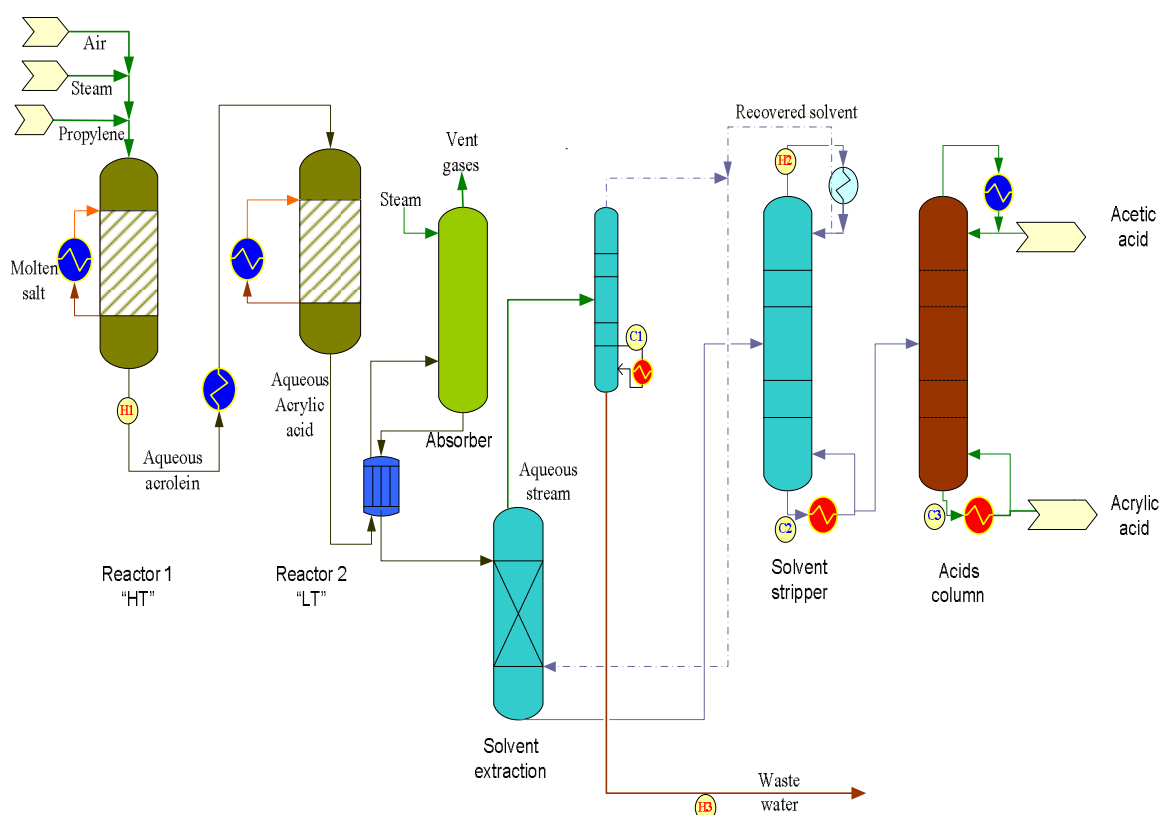 Air
Steam
Propylene
Molten
salt
H1
Aqueous
acrolein
Reactor 1
“HT”
Aqueous
Acrylic
acid
Reactor 2
“LT”
Vent
gases
Steam
Absorber
Aqueous
stream
Solvent
extraction
C1
Recovered solvent
H2
C2
Solvent
stripper
C3
Acids
column
Acetic
acid
Acrylic
acid
Waste
water
H3